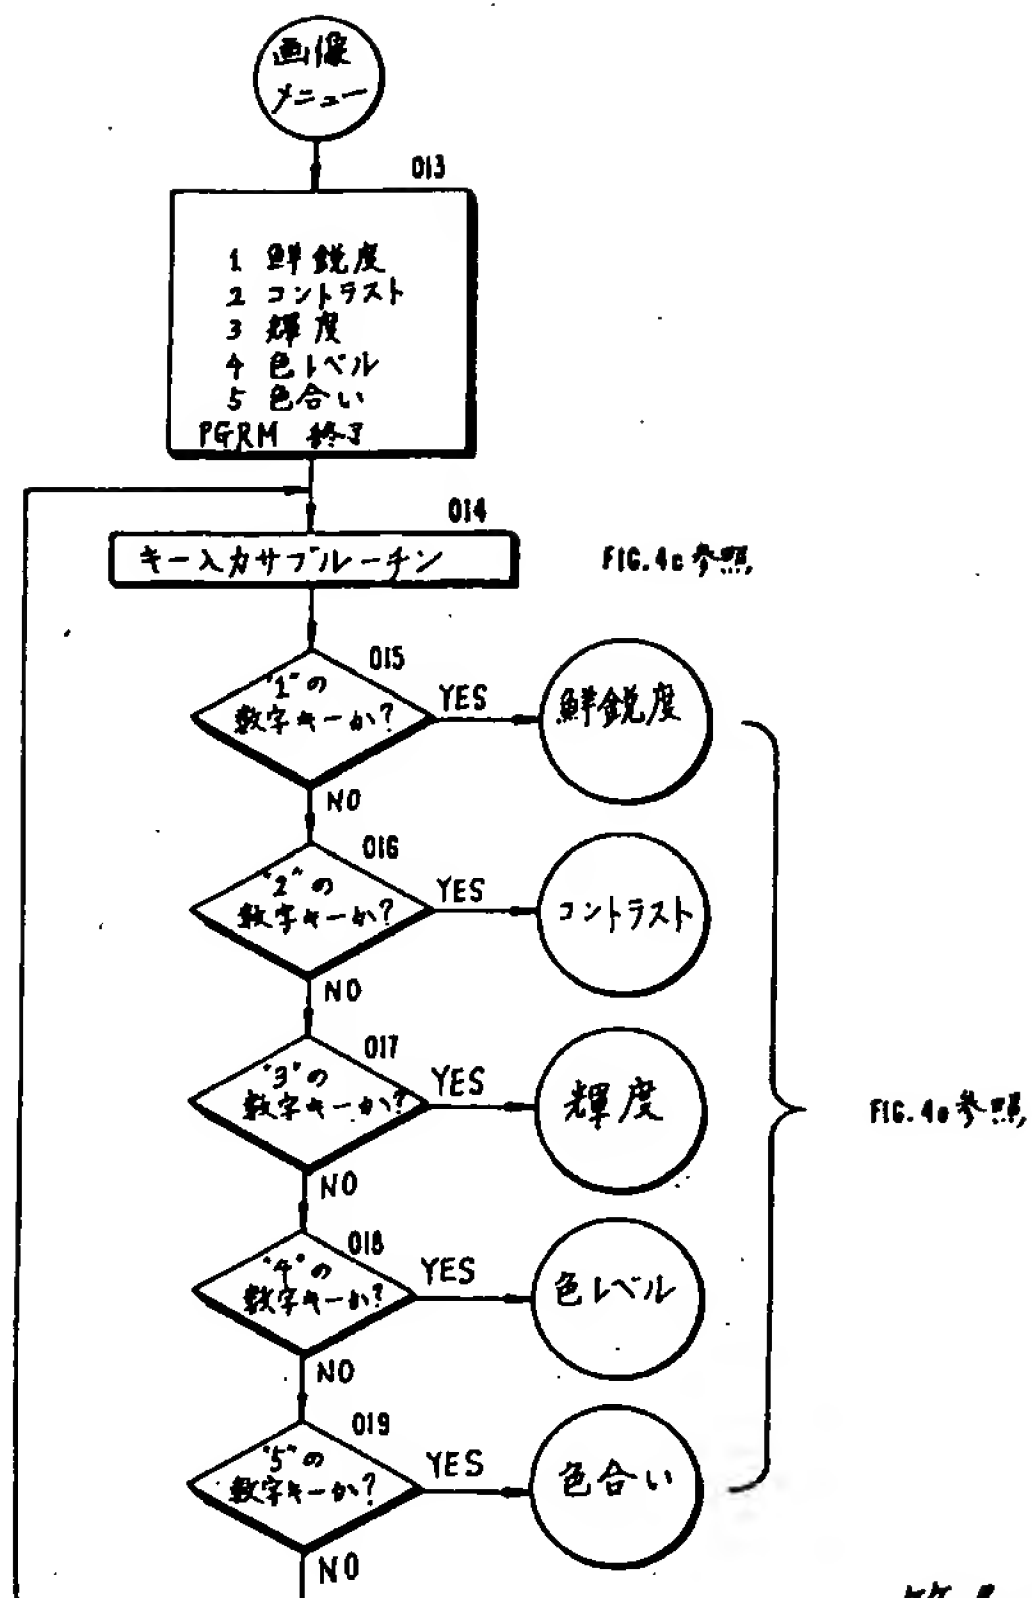 画像
メニュー
013
1 鮮鋭度
2 コントラスト
3 輝度
4 色レベル
5 色合い
PGRM 終了
014
キー入力サブルーチン
FIG.4c 参照
015
"1"の
数字キーか?
YES
鮮鋭度
NO
016
"2"の
数字キーか?
YES
コントラスト
NO
017
"3"の
数字キーか?
YES
輝度
NO
FIG.4e 参照
018
"4"の
数字キーか?
YES
色レベル
NO
019
"5"の
数字キーか?
YES
色合い
NO